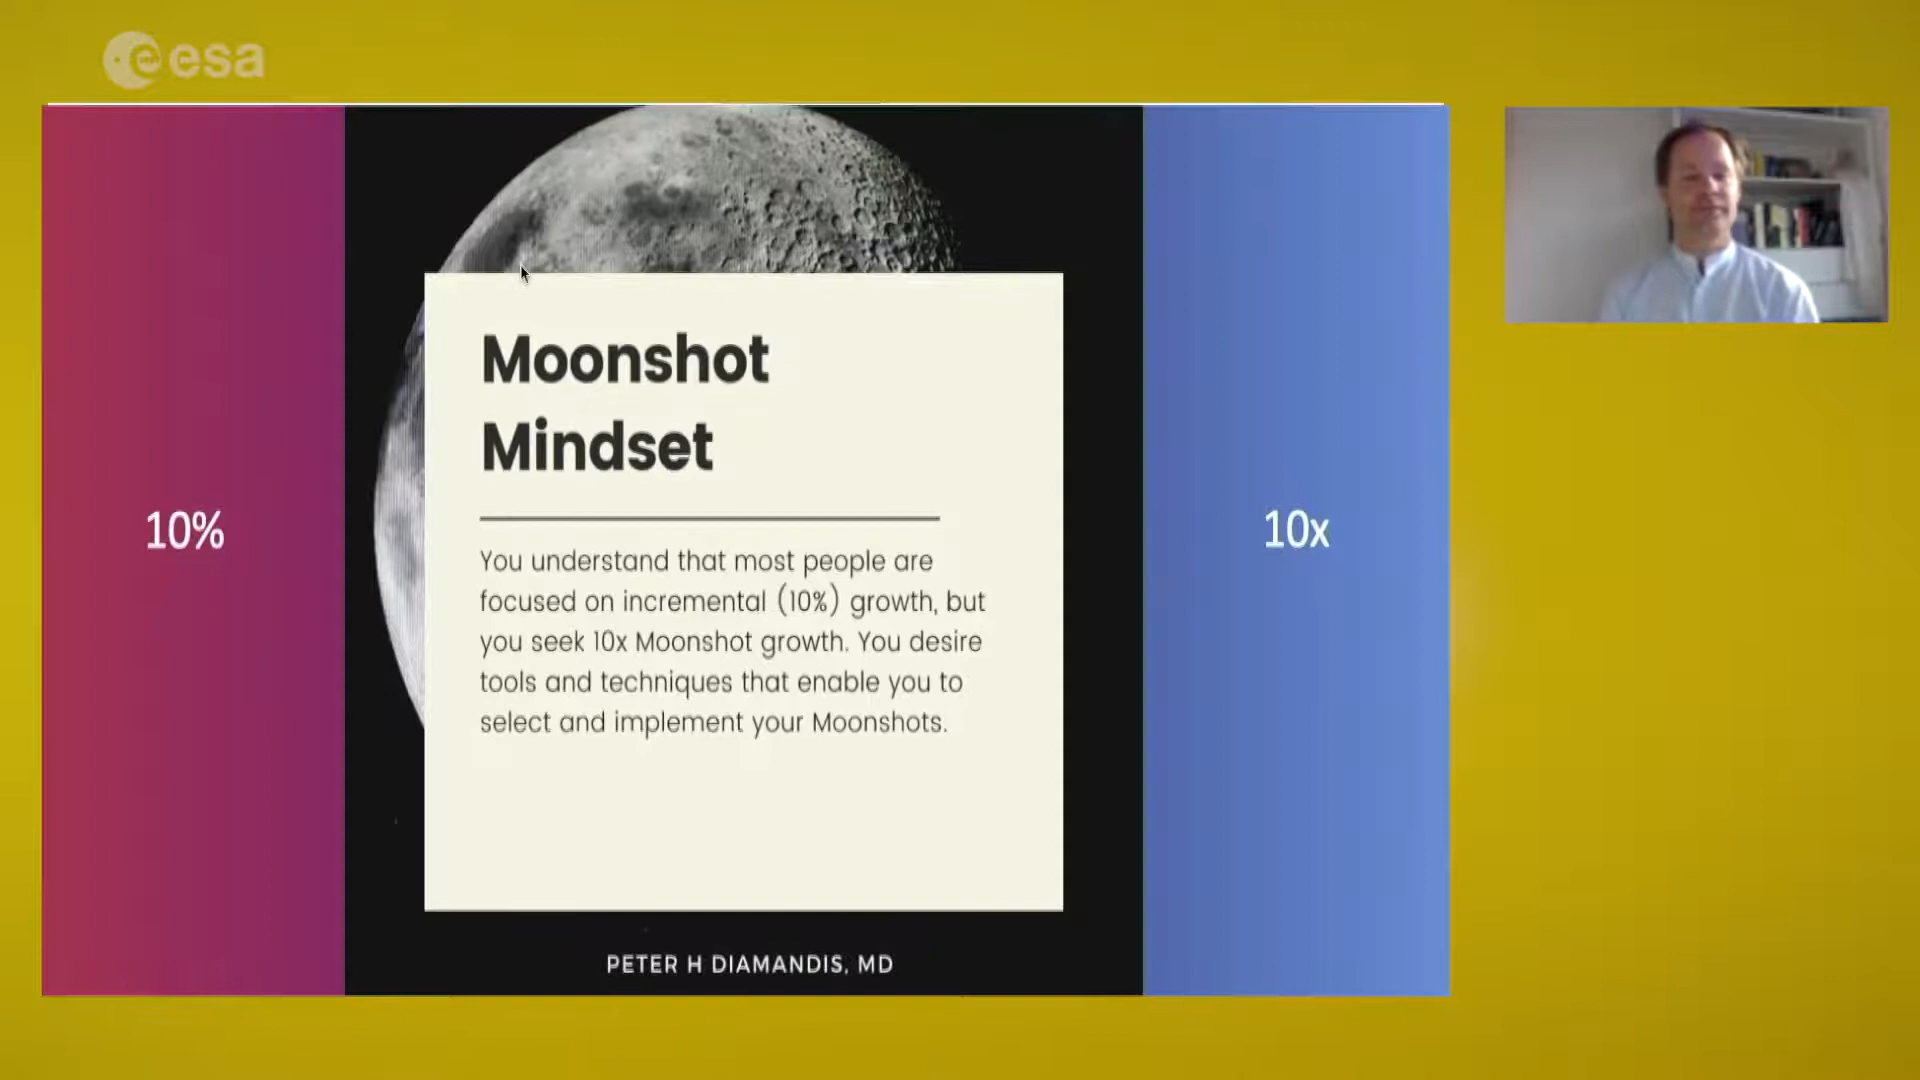 esa
10%
Moonshot
Mindset
You understand that most people are
focused on incremental (10%) growth, but
you seek 10x Moonshot growth. You desire
tools and techniques that enable you to
select and implement your Moonshots.
PETER H DIAMANDIS, MD
10x